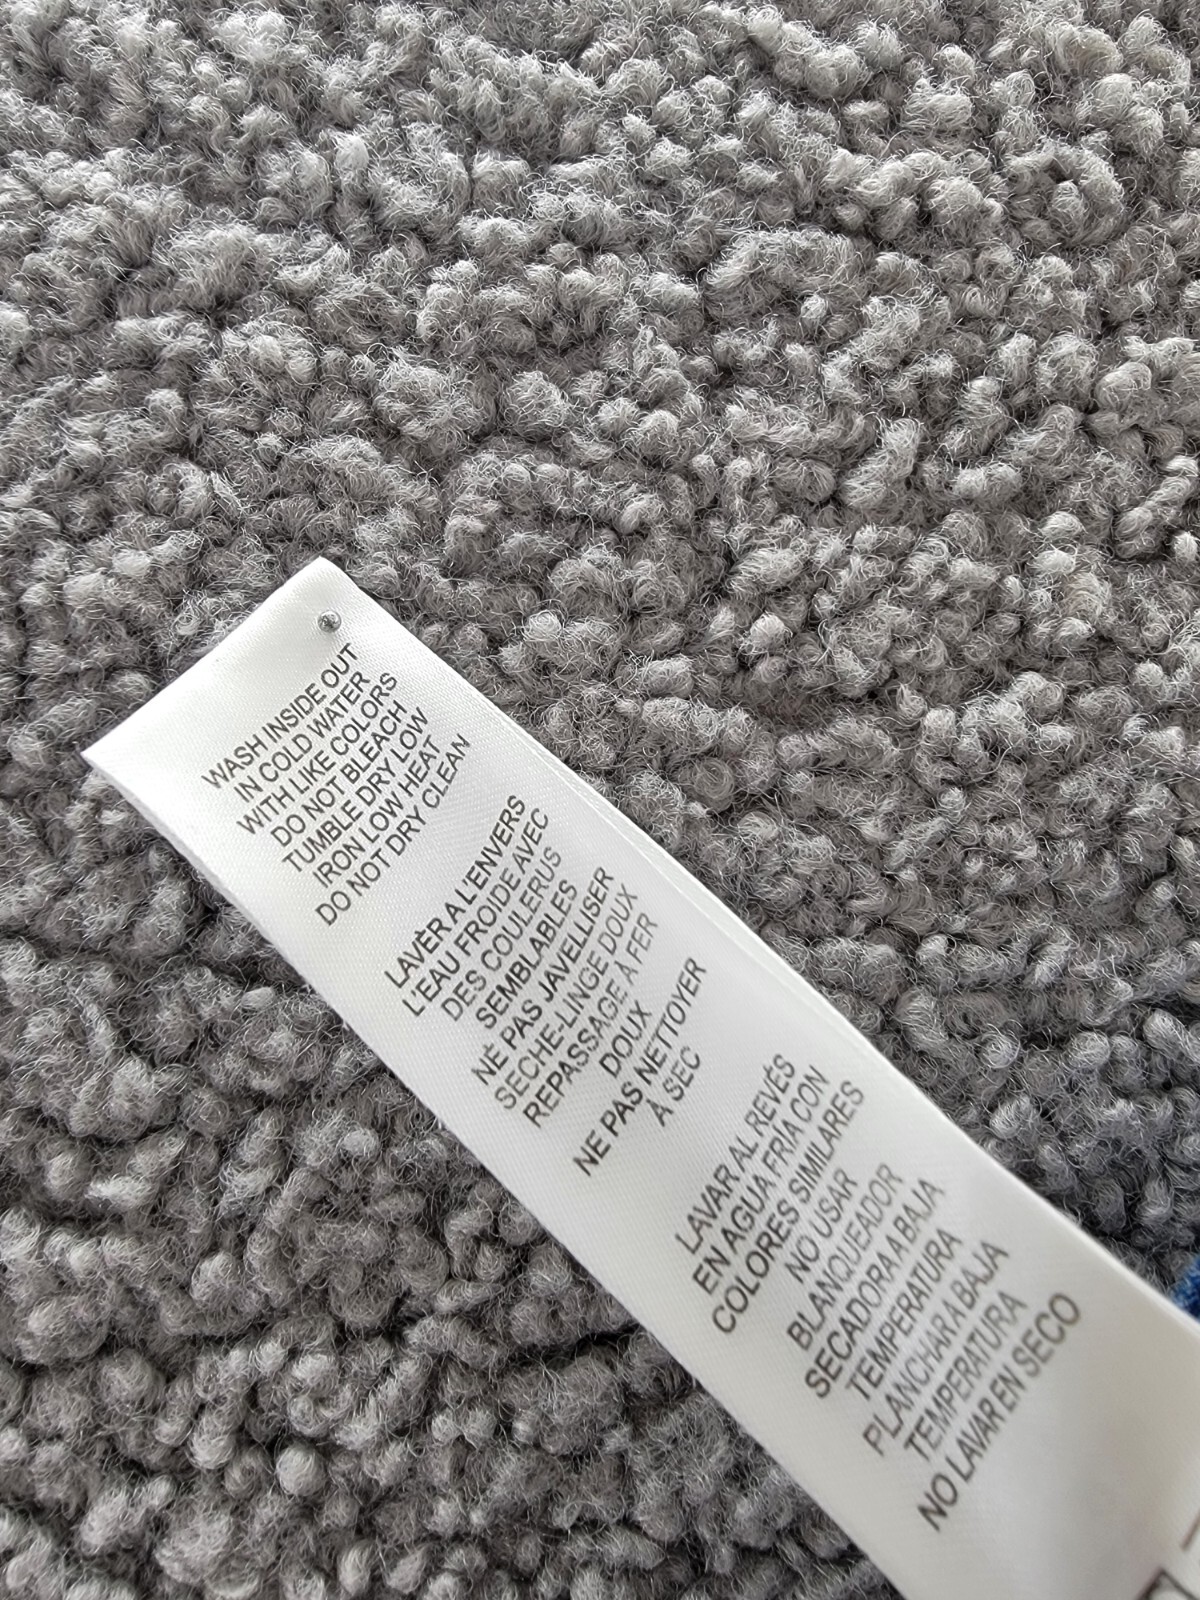 WASH INSIDE OUT
IN COLD WATER
WITH LIKE COLORS
DO NOT BLEACH
TUMBLE DRY LOW
IRON LOW HEAT
DO NOT DRY CLEAN
LAVER A L'ENVERS
L'EAU FROIDE AVEC
DES COULERUS
SEMBLABLES
NE PAS JAVELLISER
SECHE-LINGE DOUX
REPASSAGE À FER
DOUX
NE PAS NETTOYER
À SEC
LAVAR AL REVÉS
EN AGUA FRÍA CON
COLORES SIMILARES
NO USAR
BLANQUEADOR
SECADORA A BAJA
TEMPERATURA
PLANCHAR A BAJA
TEMPERATURA
NO LAVAR EN SECO